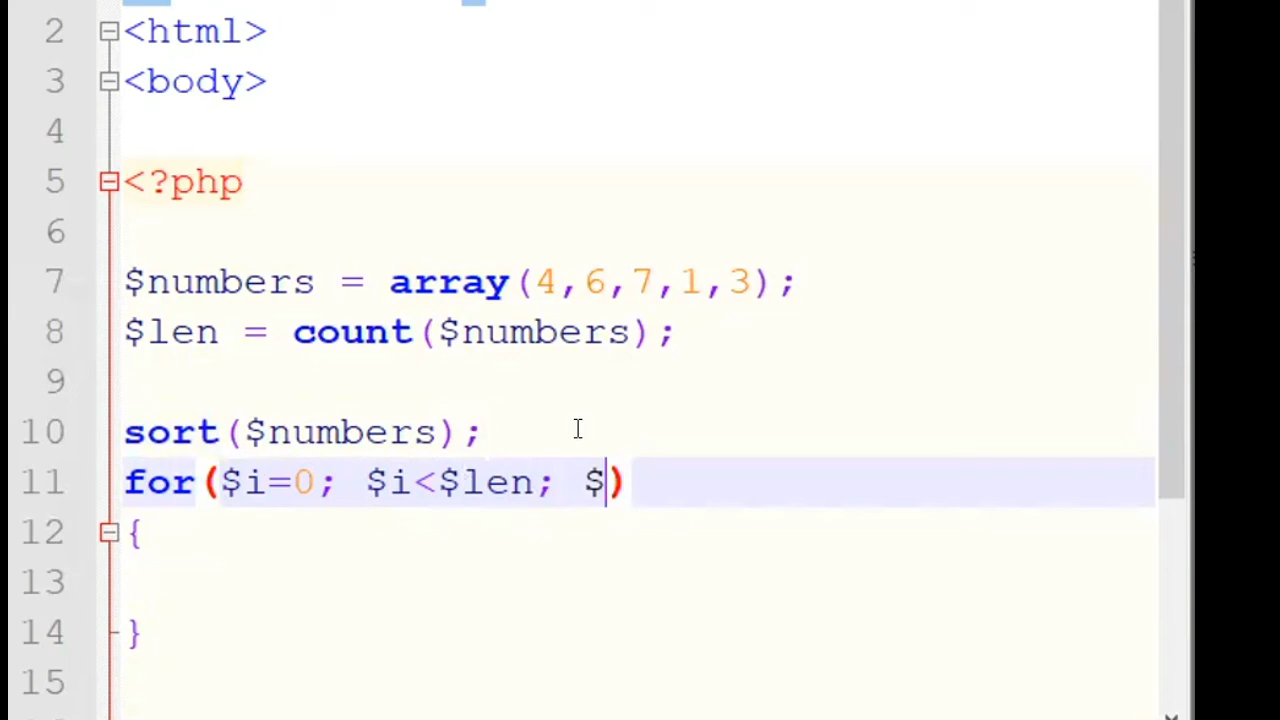 2 <html>
3 <body>
4
5 <?php
6
7 $numbers = array(4,6,7,1,3);
8 $len = count($numbers);
9
10 sort($numbers);
11 for($i=0; $i<$len; $)
12 {
13
14 }
15